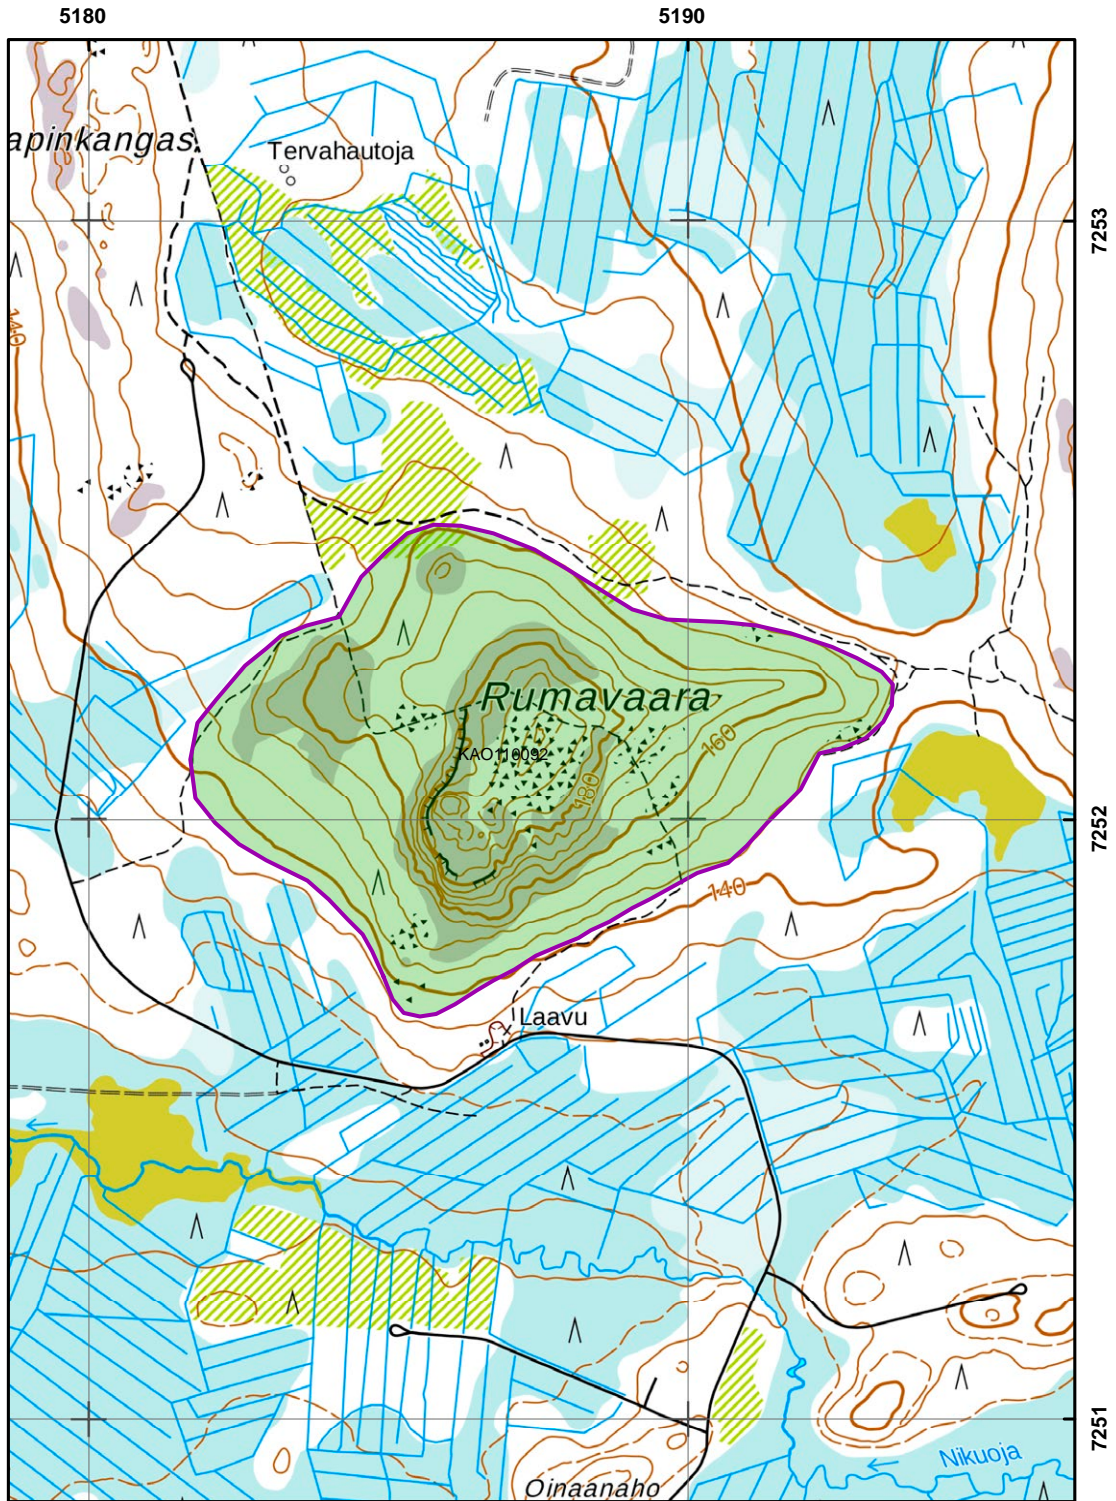 5180
5190
apinkangas
Tervahautoja
7253
140
Rumavaara
KAO110092
160
180
7252
140
Laavu
Nikuoja
7251
Oinaanaho